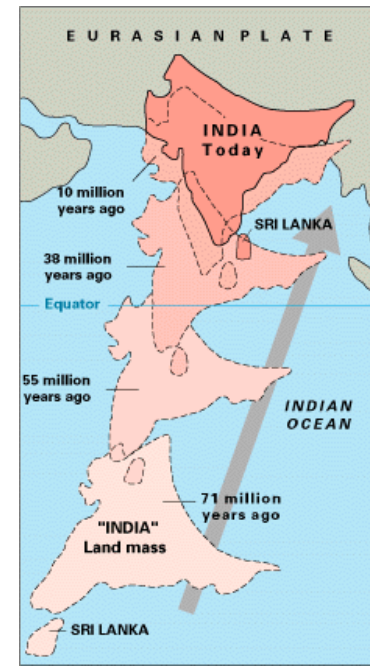 EURASIAN PLATE
INDIA
Today
10 million
years ago
SRI LANKA
38 million
years ago
Equator
55 million
years ago
INDIAN
OCEAN
71 million
years ago
"INDIA"
Land mass
SRI LANKA